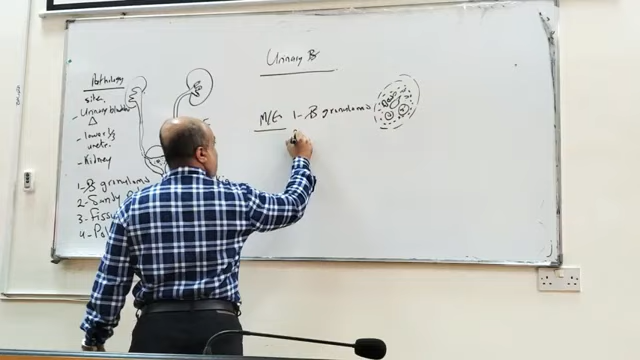 Urinary B
Pathology
site,
- Urinary bladder
Δ
- lower 1/3
ureter
- Kidney
1- B granuloma
2- Sandy
3- Fissu
4- Pol
M/E: 1- B granuloma